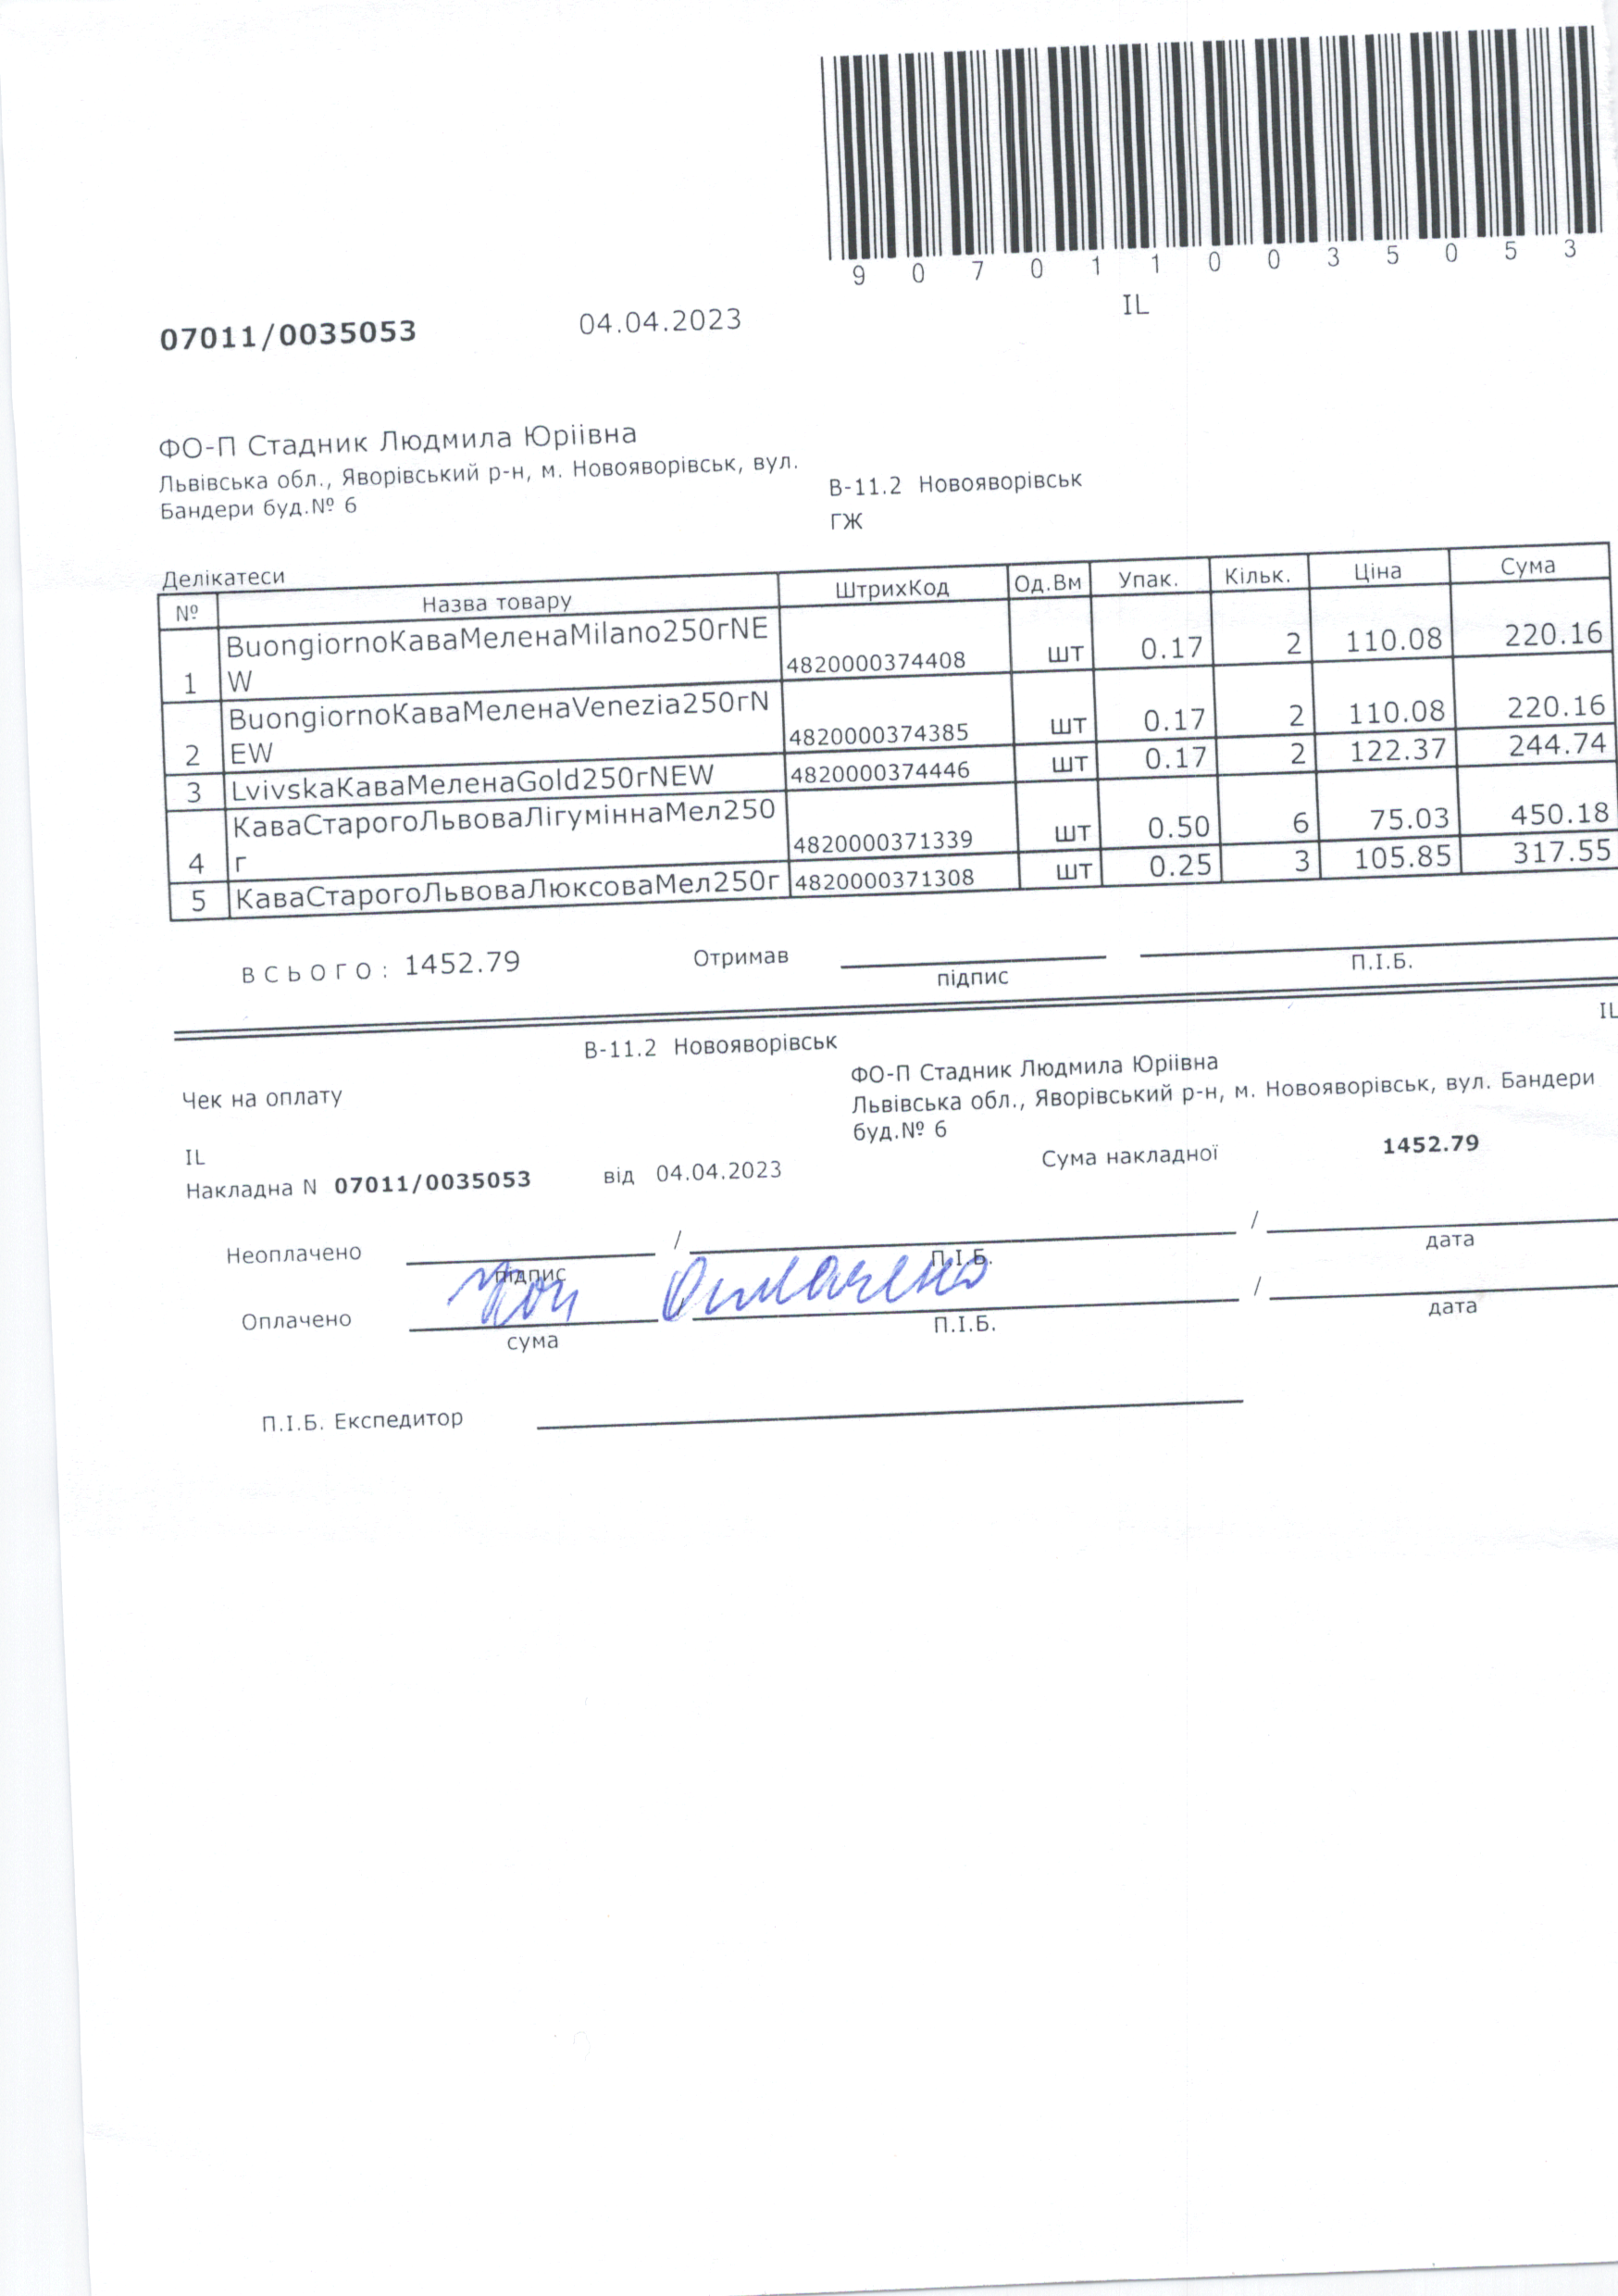 9 0 7 0 1 1 0 0 3 5 0 5 3
IL
07011/0035053 04.04.2023
ФО-П Стадник Людмила Юріівна
Львівська обл., Яворівський р-н, м. Новояворівськ, вул.
Бандери буд.№ 6
В-11.2 Новояворівськ
ГЖ
Делікатеси
№ Назва товару ШтрихКод Од.Вм Упак. Кільк. Ціна Сума
1 BuongiornoКаваМеленаMilano250гNE
W 4820000374408 шт 0.17 2 110.08 220.16
2 BuongiornoКаваМеленаVenezia250гN
EW 4820000374385 шт 0.17 2 110.08 220.16
3 LvivskaКаваМеленаGold250гNEW 4820000374446 шт 0.17 2 122.37 244.74
4 КаваСтарогоЛьвоваЛігуміннаМел250
г 4820000371339 шт 0.50 6 75.03 450.18
5 КаваСтарогоЛьвоваЛюксоваМел250г 4820000371308 шт 0.25 3 105.85 317.55
ВСЬОГО: 1452.79 Отримав
підпис П.І.Б.
IL
В-11.2 Новояворівськ
Чек на оплату
ФО-П Стадник Людмила Юріівна
Львівська обл., Яворівський р-н, м. Новояворівськ, вул. Бандери
буд.№ 6
IL
Накладна N 07011/0035053 від 04.04.2023 Сума накладної 1452.79
Неоплачено / /
підпис П.І.Б. дата
Оплачено / /
сума П.І.Б. дата
П.І.Б. Експедитор